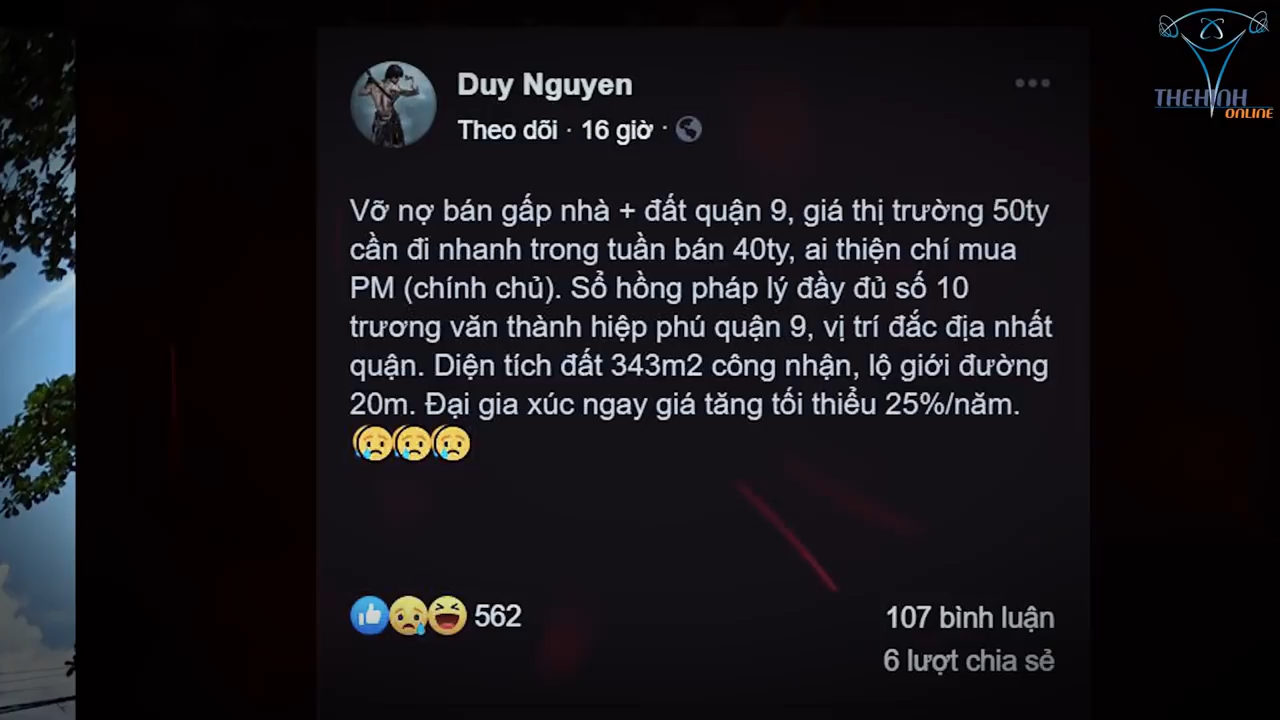 THEHINH
ONLINE
Duy Nguyen
Theo dõi · 16 giờ ·
Vỡ nợ bán gấp nhà + đất quận 9, giá thị trường 50ty
cần đi nhanh trong tuần bán 40ty, ai thiện chí mua
PM (chính chủ). Sổ hồng pháp lý đầy đủ số 10
trương văn thành hiệp phú quận 9, vị trí đắc địa nhất
quận. Diện tích đất 343m2 công nhận, lộ giới đường
20m. Đại gia xúc ngay giá tăng tối thiểu 25%/năm.
😢😢😢
562
107 bình luận
6 lượt chia sẻ